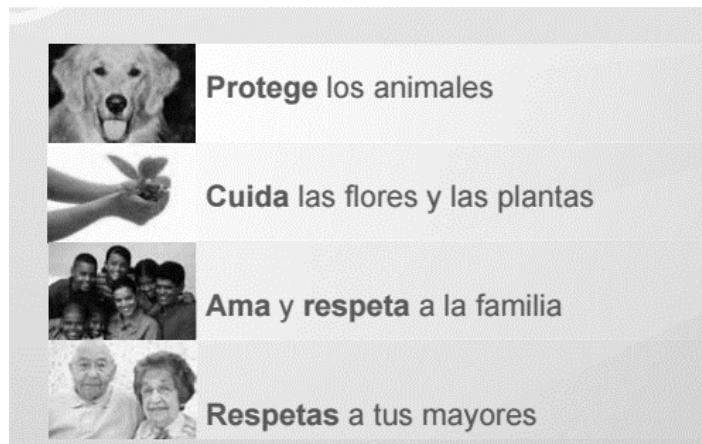 Protege los animales
Cuida las flores y las plantas
Ama y respeta a la familia
Respetas a tus mayores